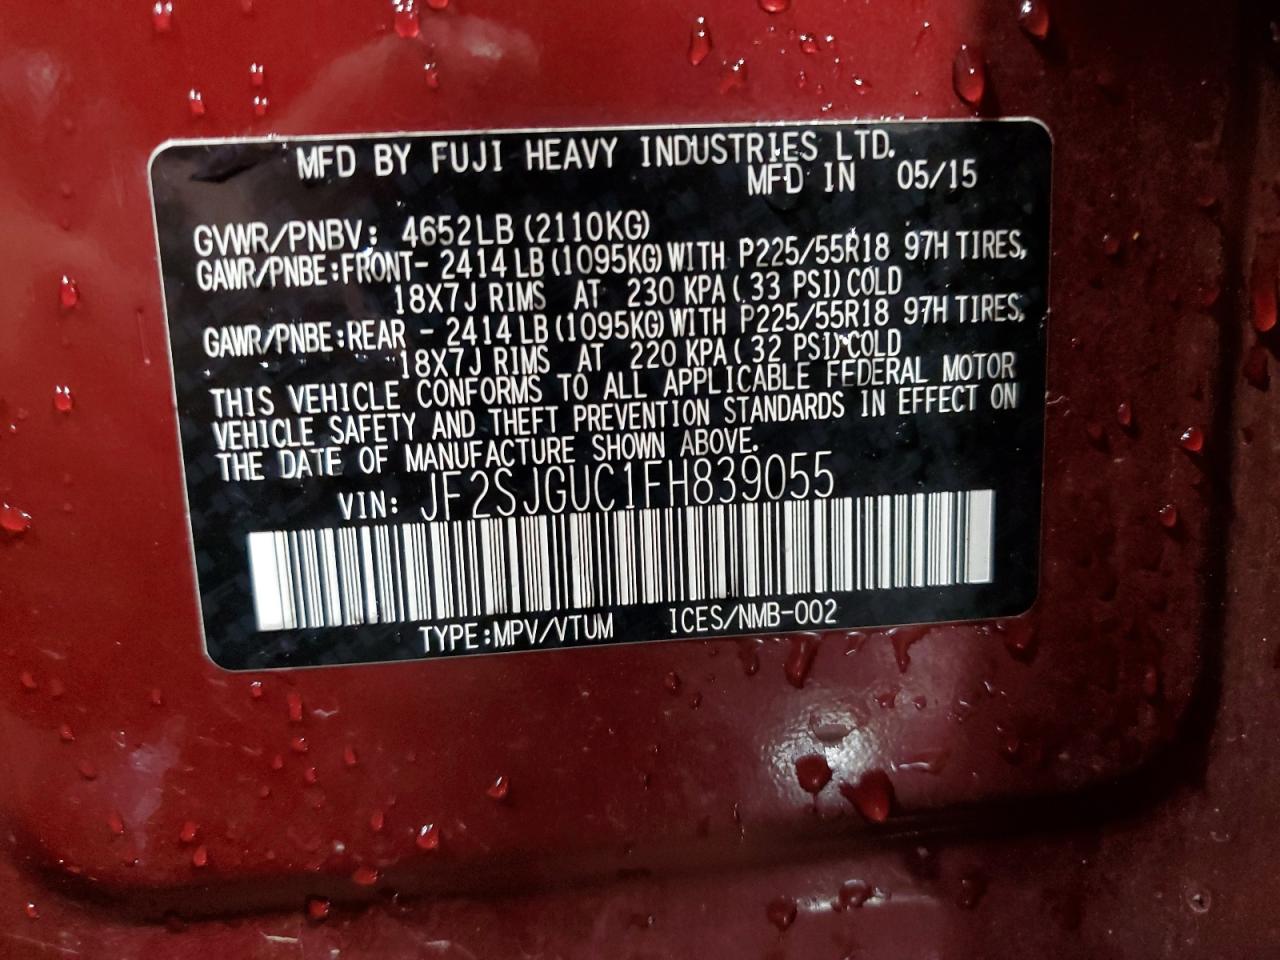 MFD BY FUJI HEAVY INDUSTRIES LTD.
MFD IN 05/15
GVWR/PNBV: 4652LB (2110KG)
GAWR/PNBE:FRONT- 2414LB (1095KG) WITH P225/55R18 97H TIRES,
18X7J RIMS AT 230 KPA ( 33 PSI) COLD
GAWR/PNBE:REAR - 2414LB (1095KG) WITH P225/55R18 97H TIRES,
18X7J RIMS AT 220 KPA ( 32 PSI) COLD
THIS VEHICLE CONFORMS TO ALL APPLICABLE FEDERAL MOTOR
VEHICLE SAFETY AND THEFT PREVENTION STANDARDS IN EFFECT ON
THE DATE OF MANUFACTURE SHOWN ABOVE.
VIN: JF2SJGUC1FH839055
TYPE:MPV/VTUM ICES/NMB-002